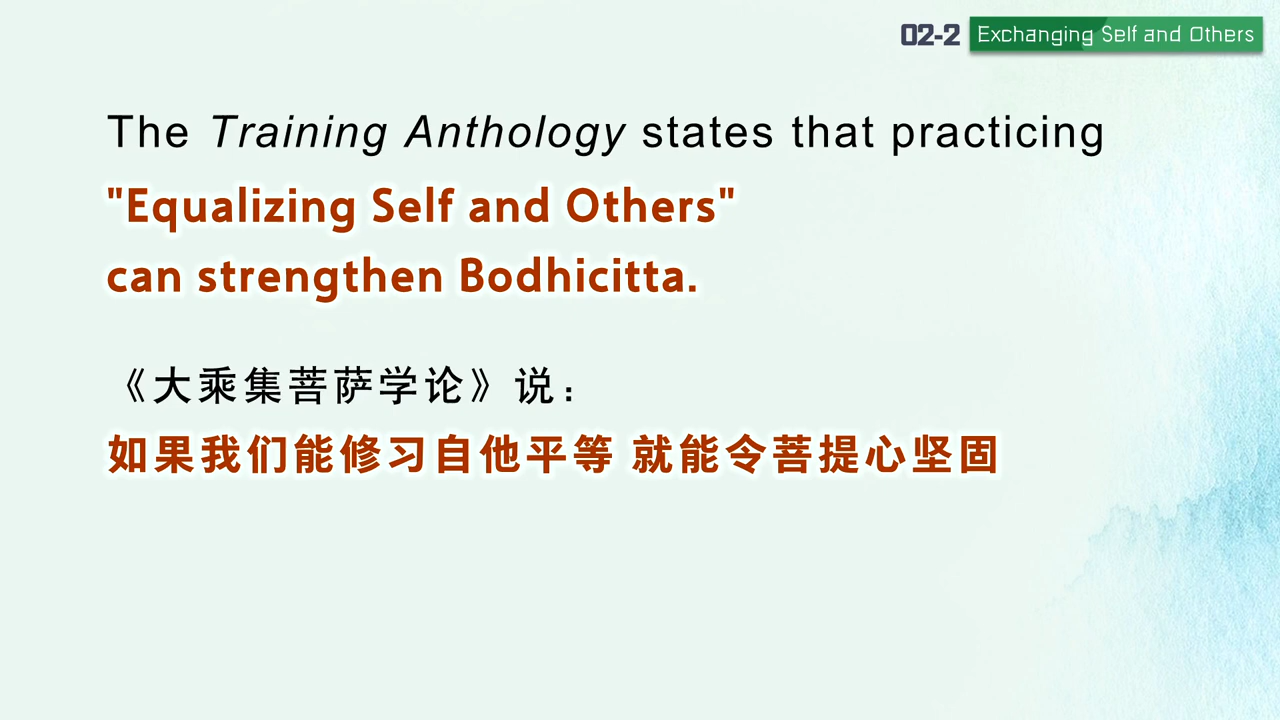 02-2 Exchanging Self and Others
The Training Anthology states that practicing
"Equalizing Self and Others"
can strengthen Bodhicitta.
《大乘集菩萨学论》说：
如果我们能修习自他平等 就能令菩提心坚固